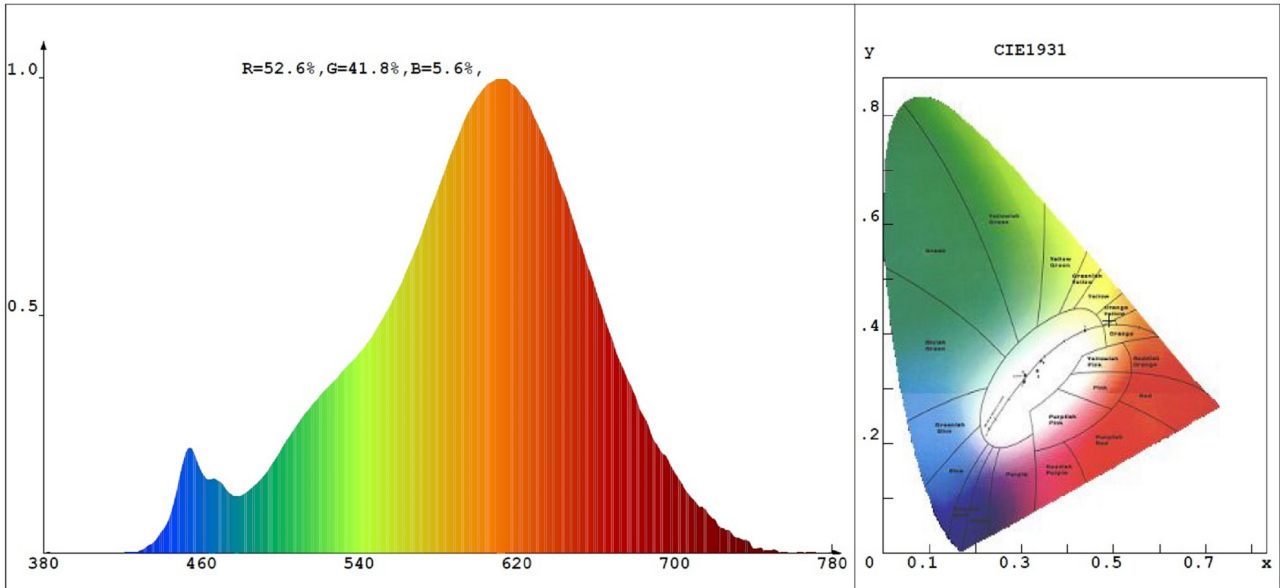 R=52.6%,G=41.8%,B=5.6%,
1.0
0.5
380
460
540
620
700
780
CIE1931
y
.8
.6
.4
.2
0
0.1
0.3
0.5
0.7
x
Yellowish
Green
Green
Yellow
Green
Greenish
Yellow
Yellow
Orange
Yellow
Orange
Bluish
Green
Yellowish
Pink
Reddish
Orange
Pink
Red
Purplish
Pink
Greenish
Blue
Purplish
Red
Blue
Purple
Reddish
Purple